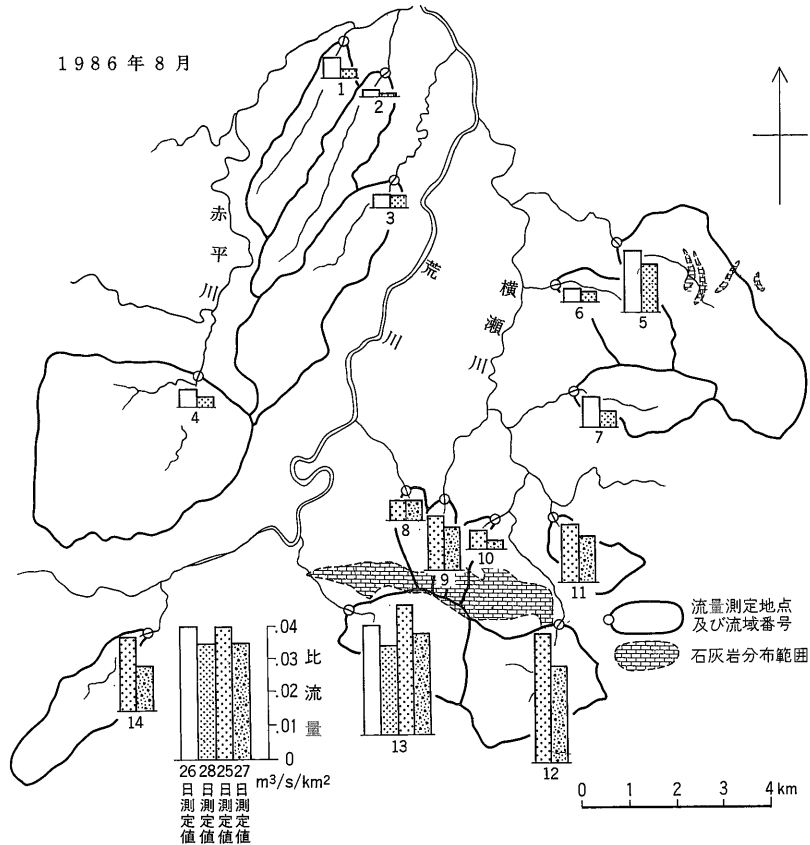 1986年8月
1
2
3
赤平川
荒川
横瀬川
6
5
4
7
8
9
10
11
流量測定地点
及び流域番号
石灰岩分布範囲
14
13
12
.04
.03
.02
.01
0
比流量
m³/s/km²
26日測定値
28日測定値
25日測定値
27日測定値
0 1 2 3 4 km